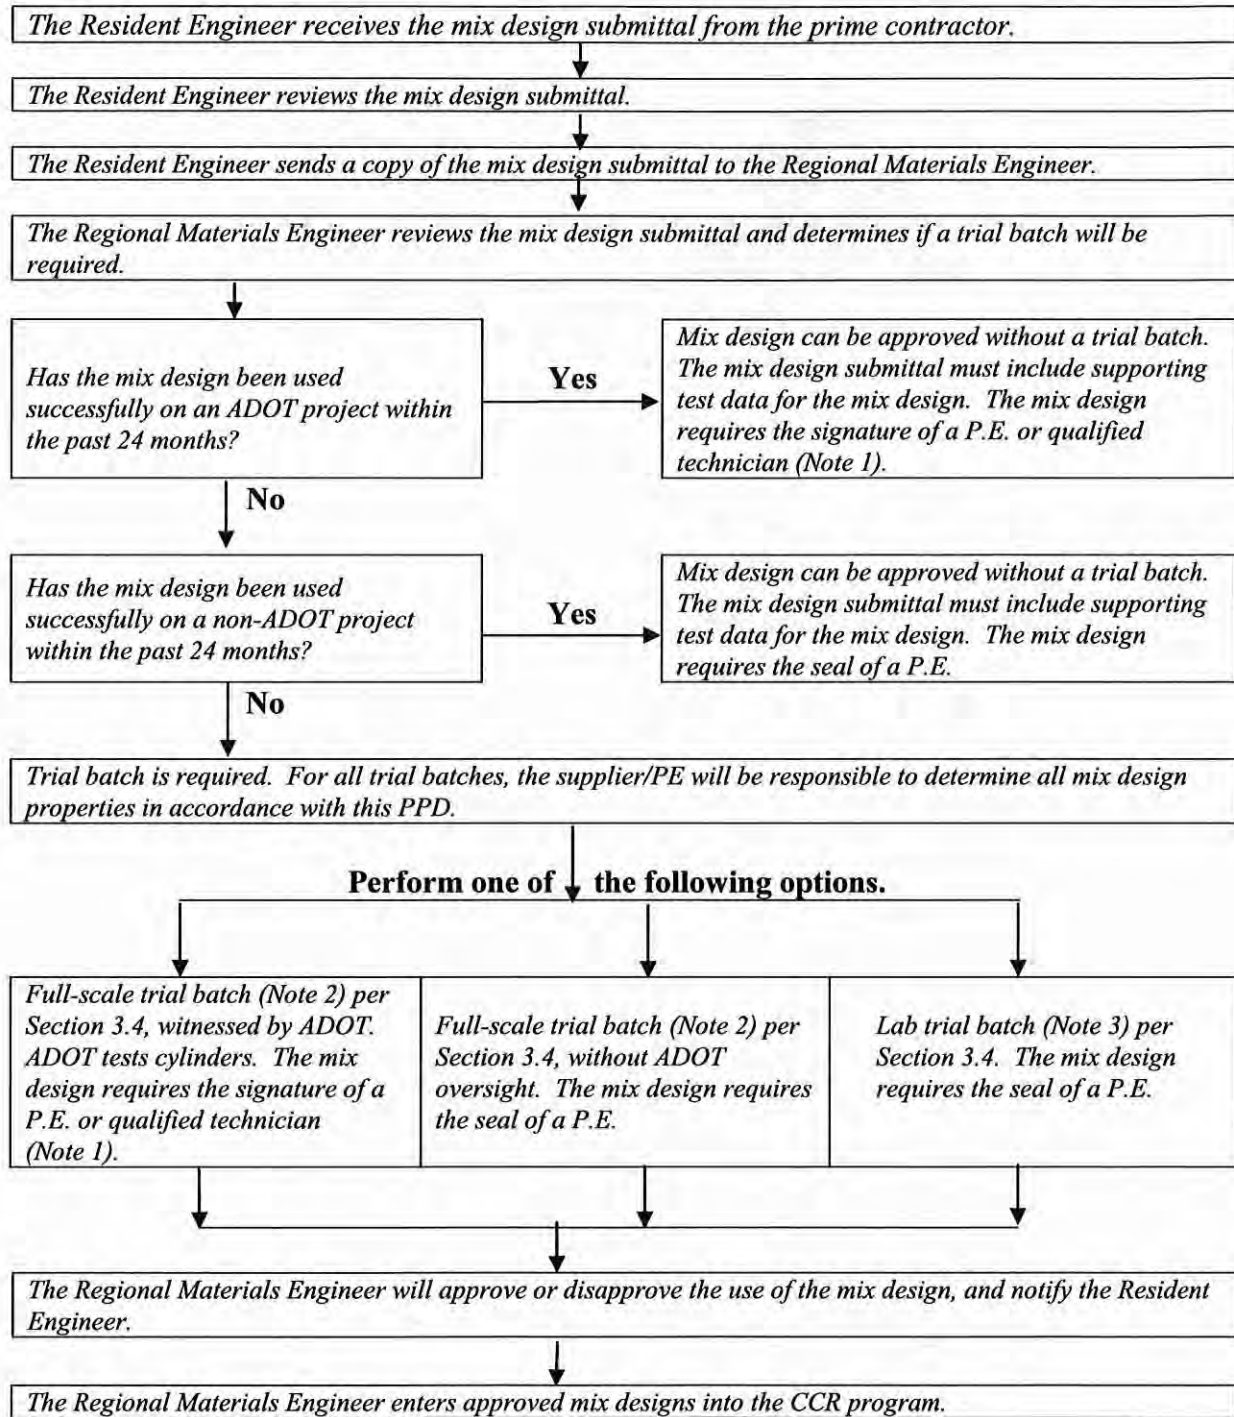 The Resident Engineer receives the mix design submittal from the prime contractor.
The Resident Engineer reviews the mix design submittal.
The Resident Engineer sends a copy of the mix design submittal to the Regional Materials Engineer.
The Regional Materials Engineer reviews the mix design submittal and determines if a trial batch will be
required.
Has the mix design been used
successfully on an ADOT project within
the past 24 months?
Yes
Mix design can be approved without a trial batch.
The mix design submittal must include supporting
test data for the mix design. The mix design
requires the signature of a P.E. or qualified
technician (Note 1).
No
Has the mix design been used
successfully on a non-ADOT project
within the past 24 months?
Yes
Mix design can be approved without a trial batch.
The mix design submittal must include supporting
test data for the mix design. The mix design
requires the seal of a P.E.
No
Trial batch is required. For all trial batches, the supplier/PE will be responsible to determine all mix design
properties in accordance with this PPD.
Perform one of the following options.
Full-scale trial batch (Note 2) per
Section 3.4, witnessed by ADOT.
ADOT tests cylinders. The mix
design requires the signature of a
P.E. or qualified technician
(Note 1).
Full-scale trial batch (Note 2) per
Section 3.4, without ADOT
oversight. The mix design requires
the seal of a P.E.
Lab trial batch (Note 3) per
Section 3.4. The mix design
requires the seal of a P.E.
The Regional Materials Engineer will approve or disapprove the use of the mix design, and notify the Resident
Engineer.
The Regional Materials Engineer enters approved mix designs into the CCR program.